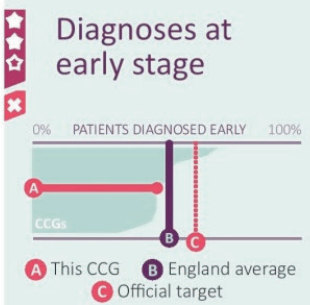 Diagnoses at
early stage
0% PATIENTS DIAGNOSED EARLY 100%
A
CCGs
B
C
A This CCG B England average
C Official target